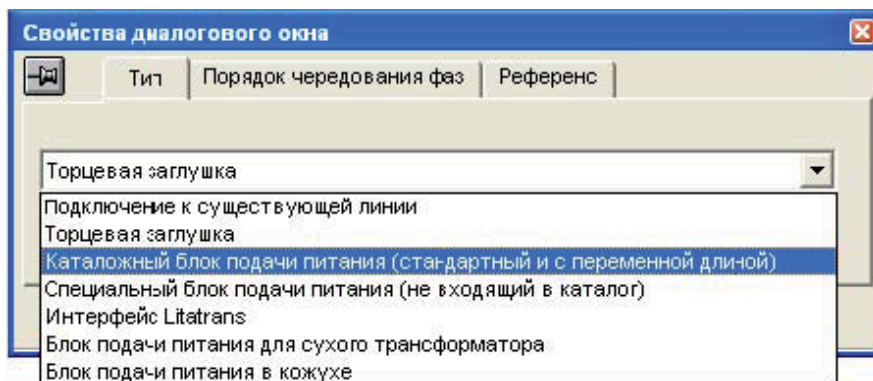 Свойства диалогового окна
Тип Порядок чередования фаз Референс
Торцевая заглушка
Подключение к существующей линии
Торцевая заглушка
Каталожный блок подачи питания (стандартный и с переменной длиной)
Специальный блок подачи питания (не входящий в каталог)
Интерфейс Litatrans
Блок подачи питания для сухого трансформатора
Блок подачи питания в кожухе